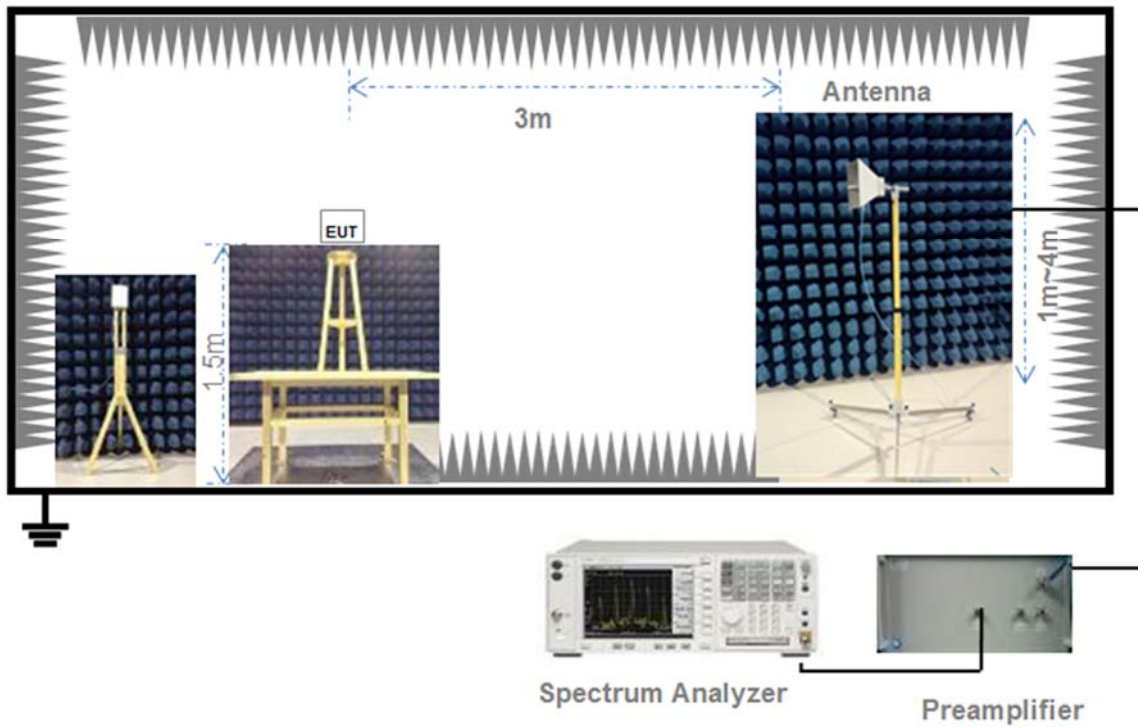 Antenna
3m
EUT
1.5m
1m~4m
Spectrum Analyzer
Preamplifier